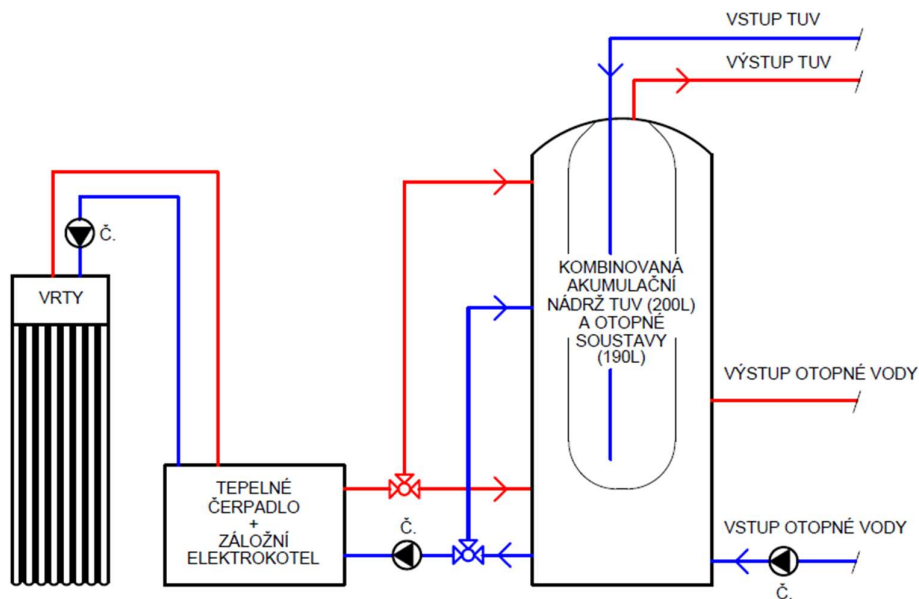 VSTUP TUV
VÝSTUP TUV
Č.
VRTY
KOMBINOVANÁ
AKUMULAČNÍ
NÁDRŽ TUV (200L)
A OTOPNÉ
SOUSTAVY
(190L)
VÝSTUP OTOPNÉ VODY
TEPELNÉ
ČERPADLO
+
ZÁLOŽNÍ
ELEKTROKOTEL
Č.
VSTUP OTOPNÉ VODY
Č.